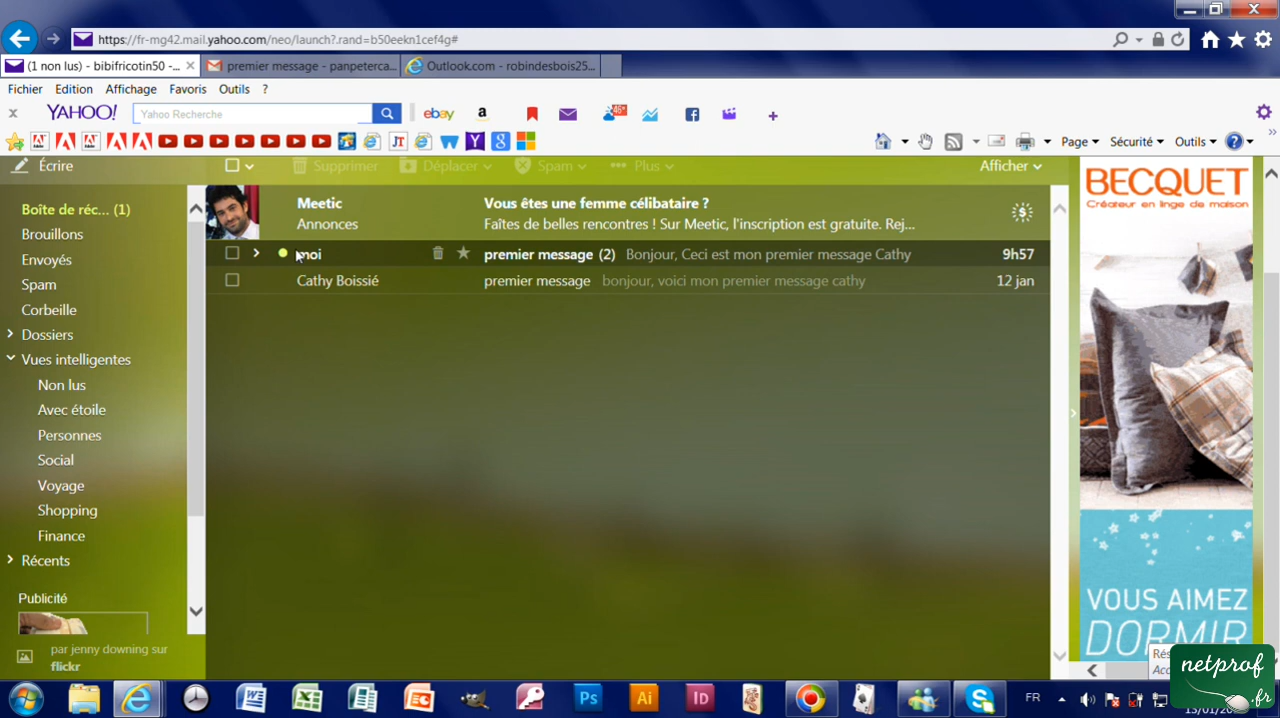 https://fr-mg42.mail.yahoo.com/neo/launch?.rand=b50eekn1cef4g#
(1 non lus) - bibifricotin50 -...
premier message - panpeterca...
Outlook.com - robindesbois25...
Fichier Edition Affichage Favoris Outils ?
YAHOO! Yahoo Recherche ebay a 46+
JT Page Sécurité Outils
Écrire Supprimer Déplacer Spam Plus Afficher
Boîte de réc... (1)
Brouillons
Envoyés
Spam
Corbeille
Dossiers
Vues intelligentes
Non lus
Avec étoile
Personnes
Social
Voyage
Shopping
Finance
Récents
Publicité
par jenny downing sur
flickr
Meetic Vous êtes une femme célibataire ?
Annonces Faîtes de belles rencontres ! Sur Meetic, l'inscription est gratuite. Rej...
moi premier message (2) Bonjour, Ceci est mon premier message Cathy 9h57
Cathy Boissié premier message bonjour, voici mon premier message cathy 12 jan
BECQUET
Créateur en linge de maison
VOUS AIMEZ
DORMIR
netprof
.fr
Ps Ai ID FR